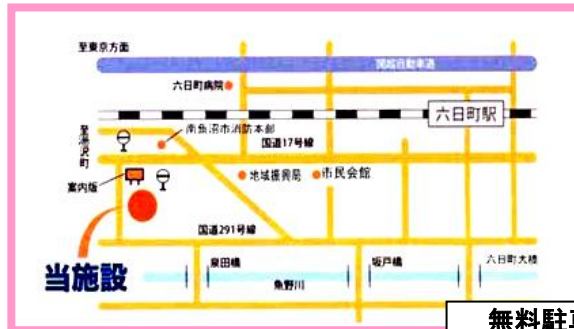 至東京方面
関越自動車道
六日町病院
六日町駅
至湯沢町
南魚沼市消防本部
国道17号線
案内版
地域振興局
市民会館
国道291号線
当施設
泉田橋
坂戸橋
六日町大橋
魚野川
無料駐車